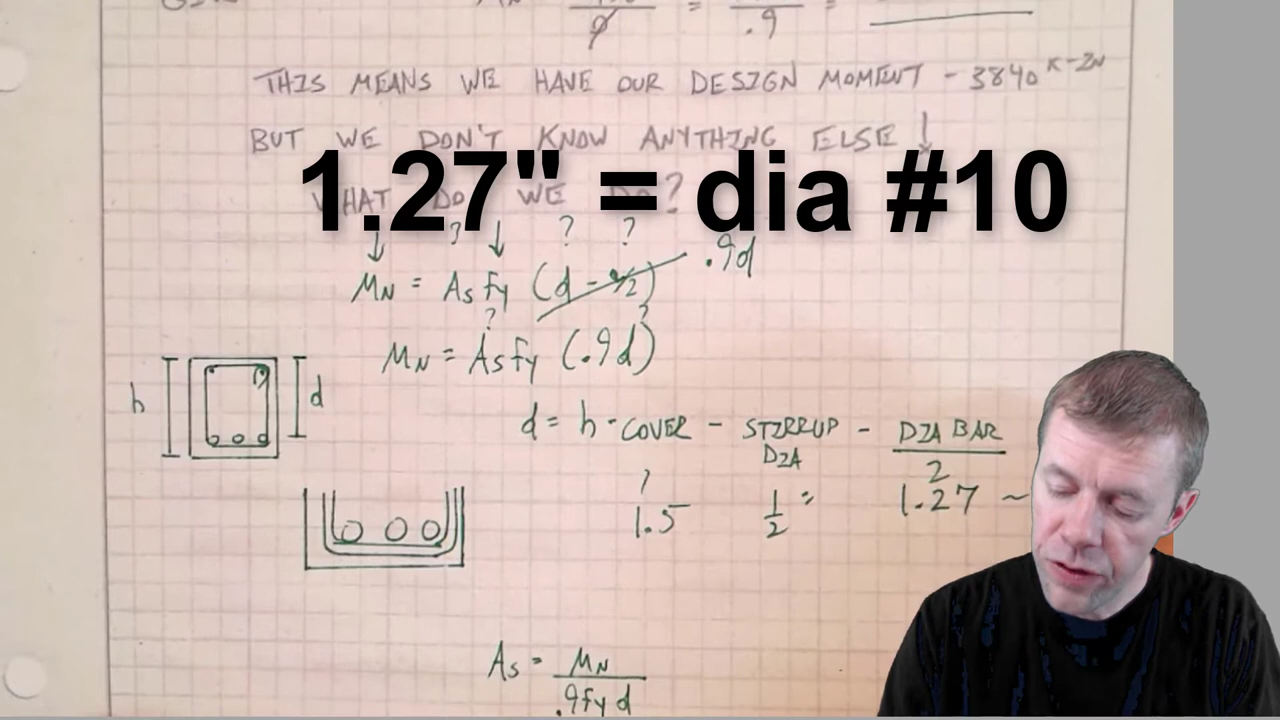 MN = = .9 =
THIS MEANS WE HAVE OUR DESIGN MOMENT - 3840 K-IN
BUT WE DON'T KNOW ANYTHING ELSE ↓
WHAT DO WE DO?
1.27" = dia #10
? ? ?
MN = As Fy (d - a/2) .9d
? ?
MN = As fy (.9d)
h d
d = h - COVER - STIRRUP DIA - DIA BAR / 2
? 1.5 1/2" 1.27 ~
As = MN / .9fy d